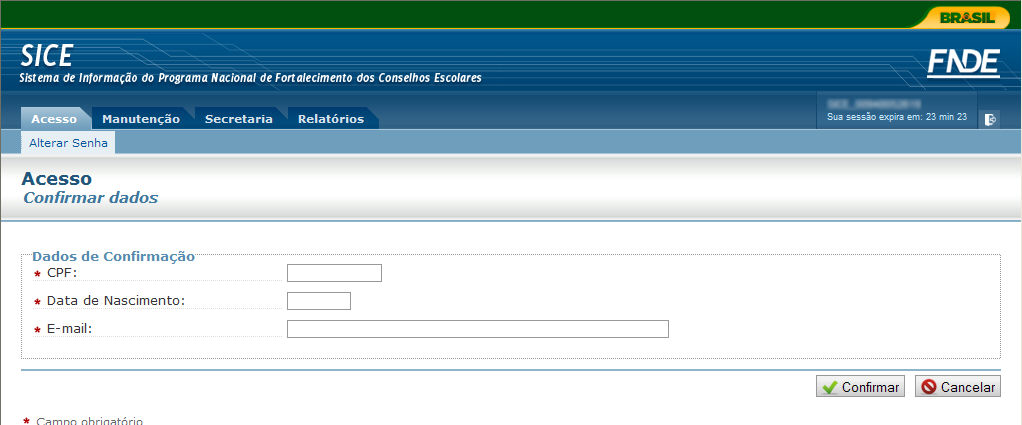 BRASIL
SICE
Sistema de Informação do Programa Nacional de Fortalecimento dos Conselhos Escolares
FNDE
Acesso Manutenção Secretaria Relatórios
Sua sessão expira em: 23 min 23
Alterar Senha
Acesso
Confirmar dados
Dados de Confirmação
* CPF:
* Data de Nascimento:
* E-mail:
Confirmar Cancelar
* Campo obrigatório